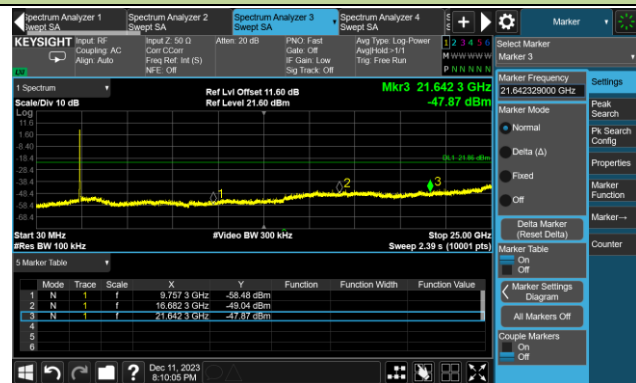 Spectrum Analyzer 1
Swept SA
Spectrum Analyzer 2
Swept SA
Spectrum Analyzer 3
Swept SA
Spectrum Analyzer 4
Swept SA
Marker
KEYSIGHT
Input: RF
Coupling: AC
Align: Auto
Input Z: 50 Ω
Corr CCorr
Freq Ref: Int (S)
NFE: Off
Atten: 20 dB
PNO: Fast
Gate: Off
IF Gain: Low
Sig Track: Off
Avg Type: Log-Power
Avg|Hold:>1/1
Trig: Free Run
1 2 3 4 5 6
M W W W W W
P N N N N N
LVI
Select Marker
Marker 3
1 Spectrum
Scale/Div 10 dB
Ref Lvl Offset 11.60 dB
Ref Level 21.60 dBm
Mkr3 21.642 3 GHz
-47.87 dBm
Log
11.6
1.60
-8.40
-18.4
-28.4
-38.4
-48.4
-58.4
-68.4
DL1 -21.86 dBm
1
2
3
Start 30 MHz
#Res BW 100 kHz
#Video BW 300 kHz
Stop 25.00 GHz
Sweep 2.39 s (10001 pts)
5 Marker Table
Mode Trace Scale X Y Function Function Width Function Value
1 N 1 f 9.757 3 GHz -58.48 dBm
2 N 1 f 16.682 3 GHz -49.04 dBm
3 N 1 f 21.642 3 GHz -47.87 dBm
4
5
6
Marker Frequency
21.642329000 GHz
Marker Mode
Normal
Delta (Δ)
Fixed
Off
Delta Marker
(Reset Delta)
Marker Table
On
Off
Marker Settings
Diagram
All Markers Off
Couple Markers
On
Off
Settings
Peak
Search
Pk Search
Config
Properties
Marker
Function
Marker→
Counter
?
Dec 11, 2023
8:10:05 PM